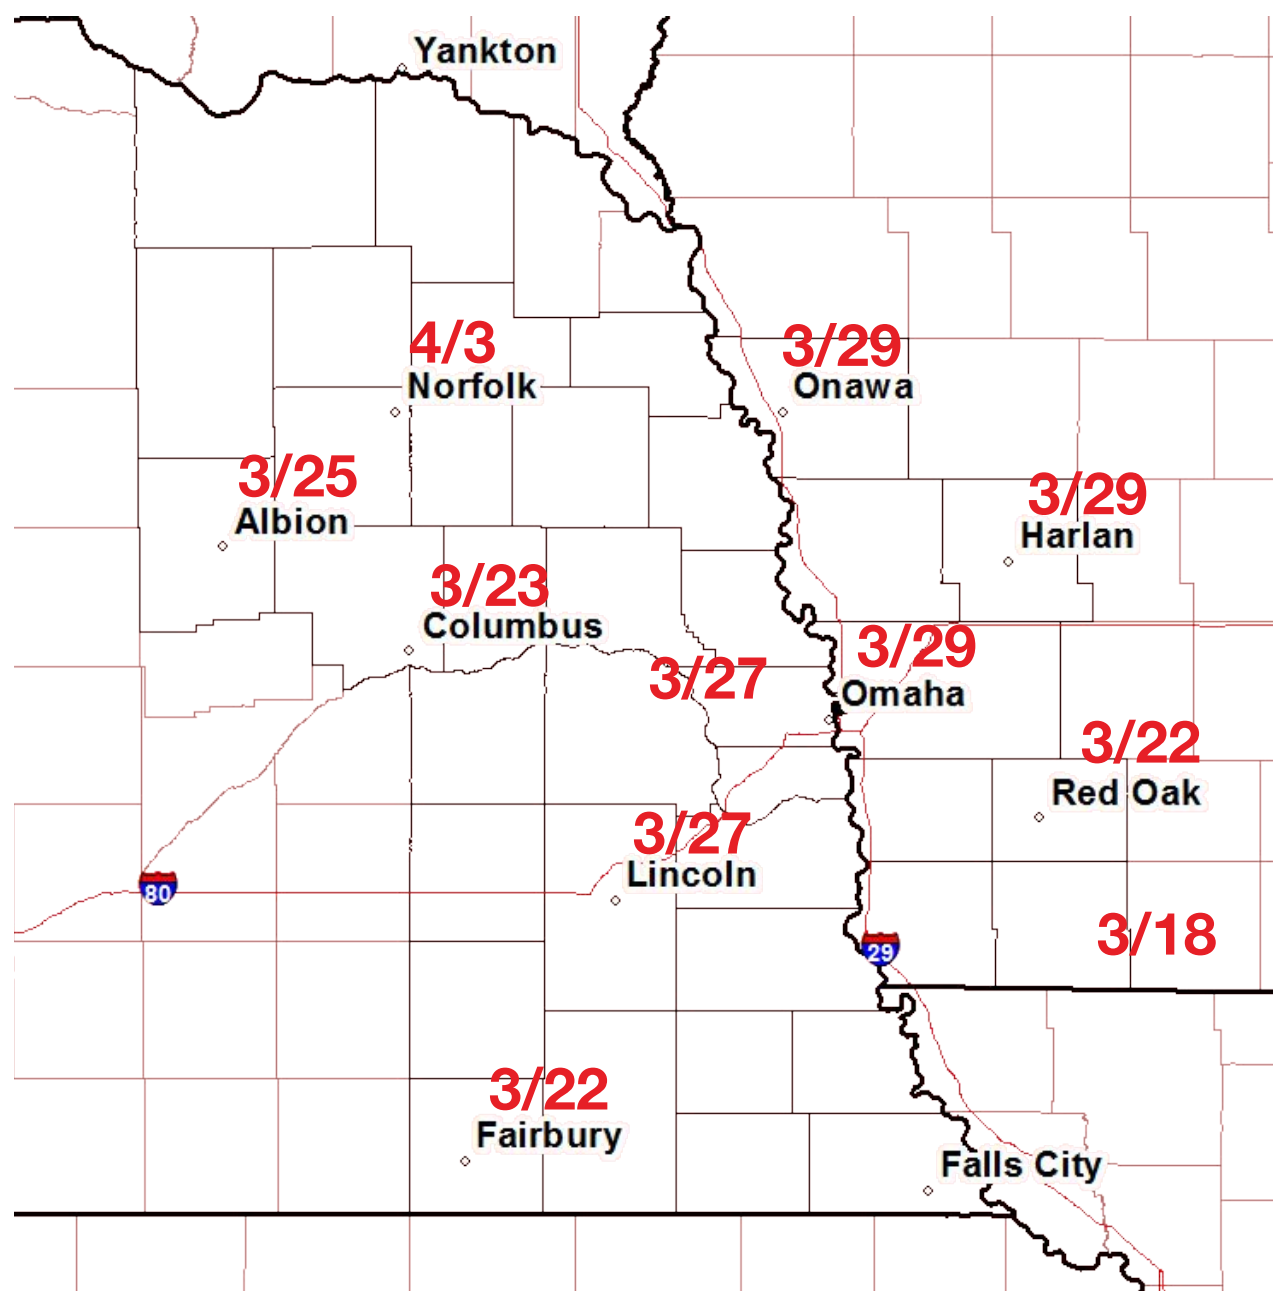 Yankton
4/3
Norfolk
3/29
Onawa
3/25
Albion
3/29
Harlan
3/23
Columbus
3/27
3/29
Omaha
3/22
Red Oak
3/27
Lincoln
80
3/18
29
3/22
Fairbury
Falls City